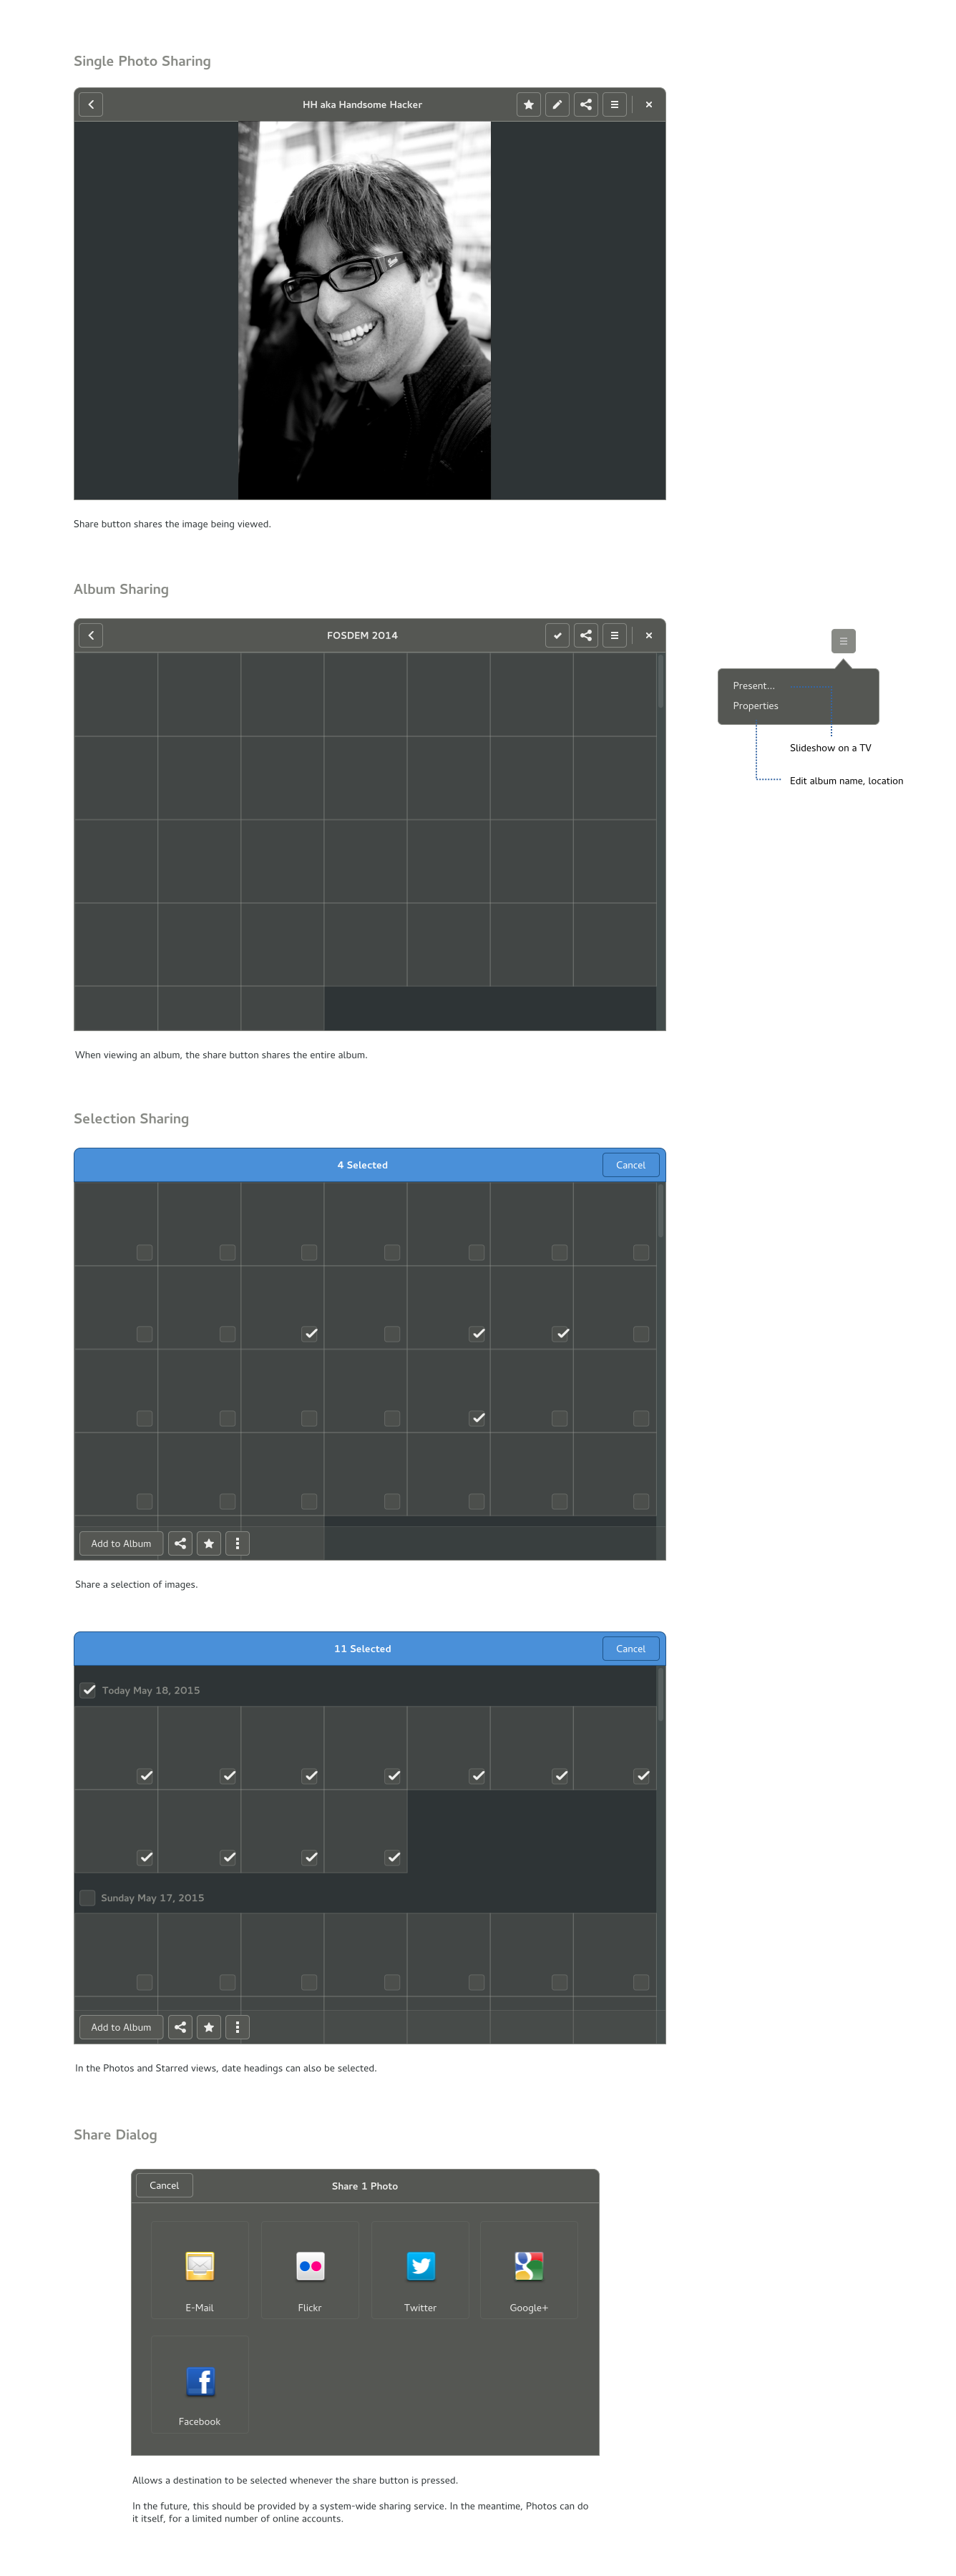 Single Photo Sharing
HH aka Handsome Hacker
Share button shares the image being viewed.
Album Sharing
FOSDEM 2014
Present...
Properties
Slideshow on a TV
Edit album name, location
When viewing an album, the share button shares the entire album.
Selection Sharing
4 Selected
Cancel
Add to Album
Share a selection of images.
11 Selected
Cancel
Today May 18, 2015
Sunday May 17, 2015
Add to Album
In the Photos and Starred views, date headings can also be selected.
Share Dialog
Cancel
Share 1 Photo
E-Mail
Flickr
Twitter
Google+
Facebook
Allows a destination to be selected whenever the share button is pressed.
In the future, this should be provided by a system-wide sharing service. In the meantime, Photos can do
it itself, for a limited number of online accounts.